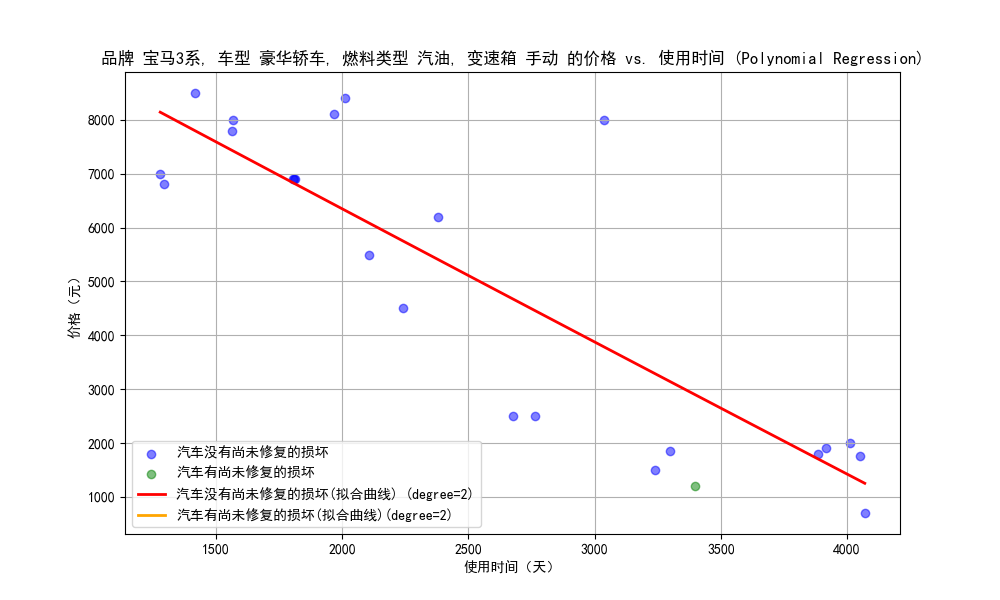 品牌 宝马3系, 车型 豪华轿车, 燃料类型 汽油, 变速箱 手动 的价格 vs. 使用时间 (Polynomial Regression)
价格（元）
8000
7000
6000
5000
4000
3000
2000
1000
汽车没有尚未修复的损坏
汽车有尚未修复的损坏
汽车没有尚未修复的损坏(拟合曲线) (degree=2)
汽车有尚未修复的损坏(拟合曲线)(degree=2)
1500 2000 2500 3000 3500 4000
使用时间（天）